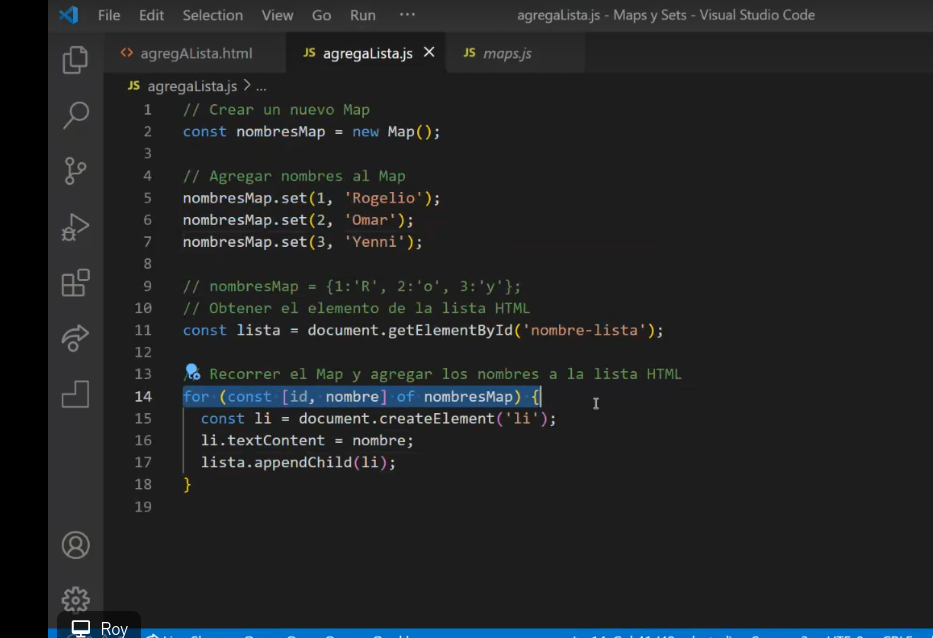 File Edit Selection View Go Run ··· agregaLista.js - Maps y Sets - Visual Studio Code
<> agregALista.html JS agregaLista.js × JS maps.js
JS agregaLista.js > ...
1 // Crear un nuevo Map
2 const nombresMap = new Map();
3
4 // Agregar nombres al Map
5 nombresMap.set(1, 'Rogelio');
6 nombresMap.set(2, 'Omar');
7 nombresMap.set(3, 'Yenni');
8
9 // nombresMap = {1:'R', 2:'o', 3:'y'};
10 // Obtener el elemento de la lista HTML
11 const lista = document.getElementById('nombre-lista');
12
13 // Recorrer el Map y agregar los nombres a la lista HTML
14 for (const [id, nombre] of nombresMap) {
15 const li = document.createElement('li');
16 li.textContent = nombre;
17 lista.appendChild(li);
18 }
19
Roy